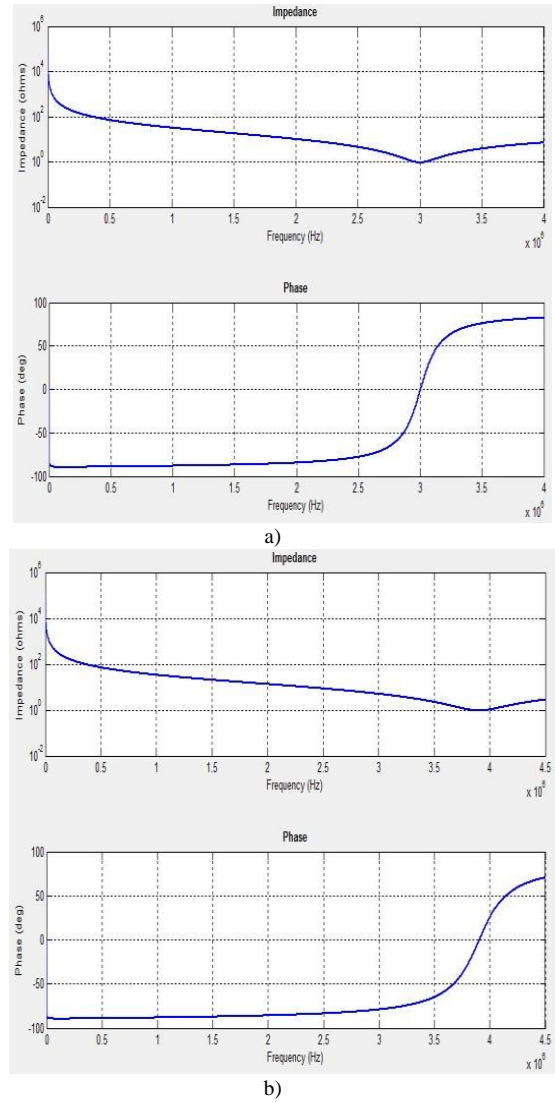 Impedance
10^6
10^4
10^2
10^0
10^-2
Impedance (ohms)
0 0.5 1 1.5 2 2.5 3 3.5 4
Frequency (Hz)
x 10^6
Phase
100
50
0
-50
-100
Phase (deg)
0 0.5 1 1.5 2 2.5 3 3.5 4
Frequency (Hz)
x 10^6
a)
Impedance
10^6
10^4
10^2
10^0
10^-2
Impedance (ohms)
0 0.5 1 1.5 2 2.5 3 3.5 4 4.5
Frequency (Hz)
x 10^6
Phase
100
50
0
-50
-100
Phase (deg)
0 0.5 1 1.5 2 2.5 3 3.5 4 4.5
Frequency (Hz)
x 10^6
b)